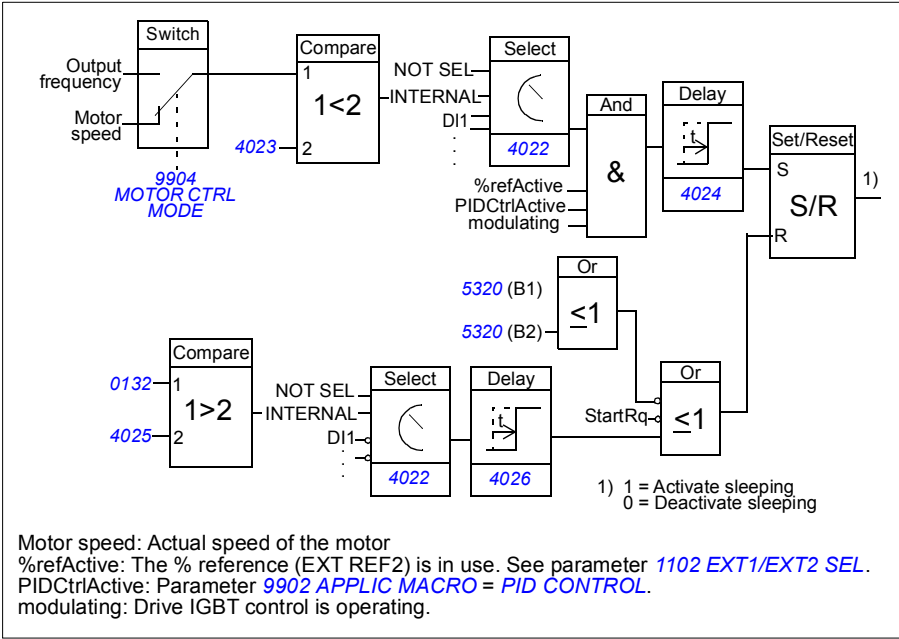 Switch
Output frequency
Motor speed
9904 MOTOR CTRL MODE
Compare
1
1<2
4023
2
NOT SEL
INTERNAL
DI1
.
.
.
Select
4022
And
&
%refActive
PIDCtrlActive
modulating
Delay
t
4024
Set/Reset
S
S/R
R
1)
5320 (B1)
5320 (B2)
Or
<1
Compare
0132
1
1>2
4025
2
NOT SEL
INTERNAL
DI1
.
.
.
Select
4022
Delay
t
4026
StartRq
Or
<1
1) 1 = Activate sleeping
0 = Deactivate sleeping
Motor speed: Actual speed of the motor
%refActive: The % reference (EXT REF2) is in use. See parameter 1102 EXT1/EXT2 SEL.
PIDCtrlActive: Parameter 9902 APPLIC MACRO = PID CONTROL.
modulating: Drive IGBT control is operating.